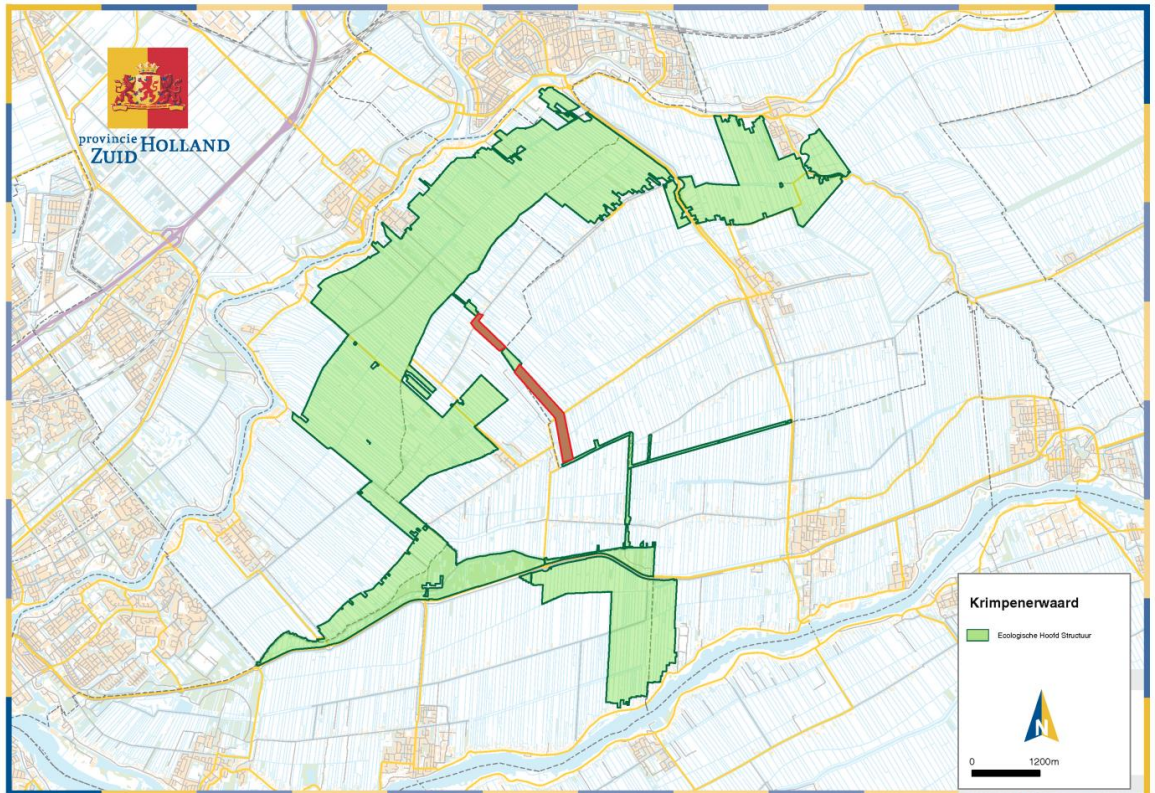 provincie HOLLAND
ZUID
Krimpenerwaard
Ecologische Hoofd Structuur
N
0 1200m